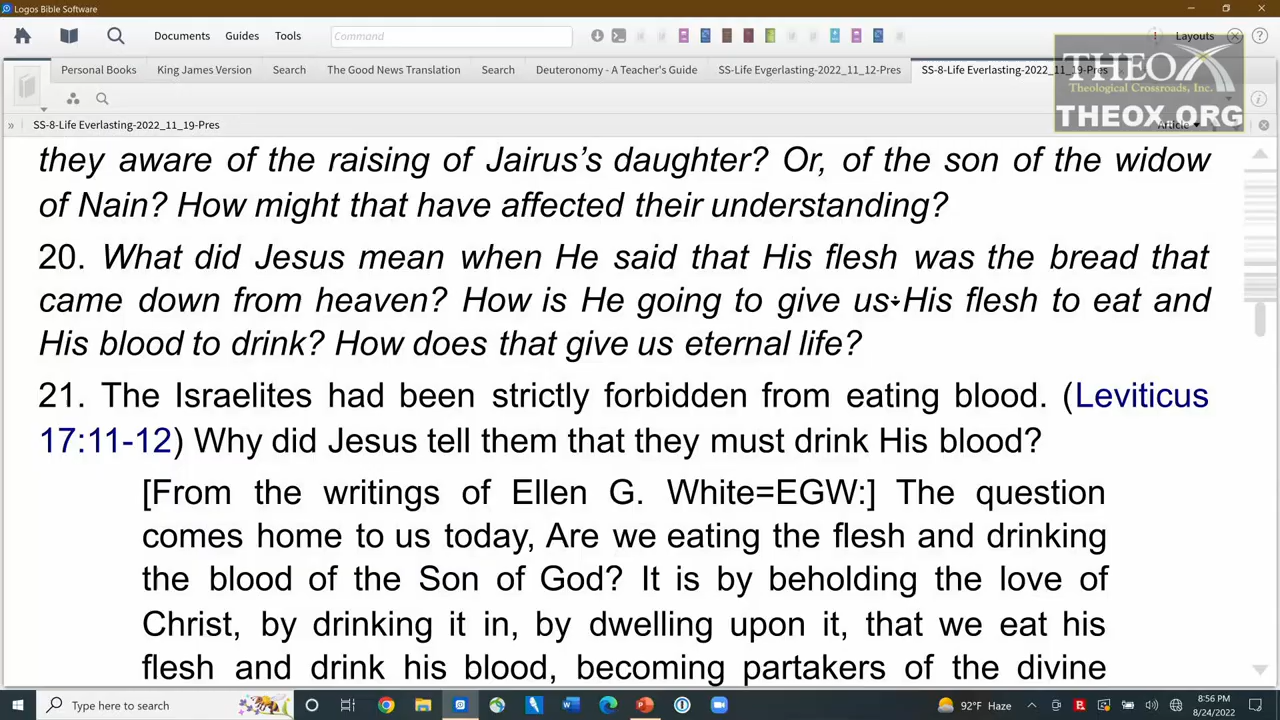 Logos Bible Software
Documents Guides Tools Command Layouts
Personal Books King James Version Search The Translation Search Deuteronomy - A Teacher's Guide SS-Life Evgerlasting-2022_11_12-Pres SS-8-Life Everlasting-2022_11_19-Pres
THEOX
Theological Crossroads, Inc.
THEOX.ORG
SS-8-Life Everlasting-2022_11_19-Pres Article
they aware of the raising of Jairus's daughter? Or, of the son of the widow
of Nain? How might that have affected their understanding?
20. What did Jesus mean when He said that His flesh was the bread that
came down from heaven? How is He going to give us His flesh to eat and
His blood to drink? How does that give us eternal life?
21. The Israelites had been strictly forbidden from eating blood. (Leviticus
17:11-12) Why did Jesus tell them that they must drink His blood?
[From the writings of Ellen G. White=EGW:] The question
comes home to us today, Are we eating the flesh and drinking
the blood of the Son of God? It is by beholding the love of
Christ, by drinking it in, by dwelling upon it, that we eat his
flesh and drink his blood, becoming partakers of the divine
Type here to search
92°F Haze
8:56 PM
8/24/2022